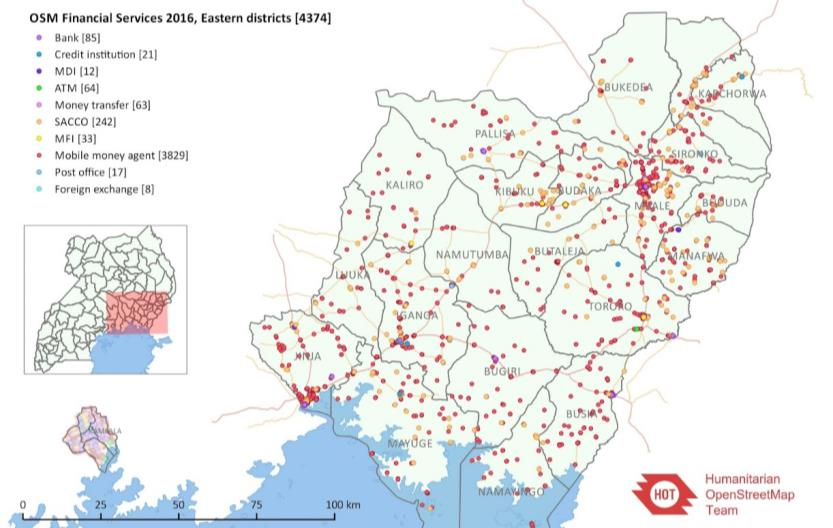 OSM Financial Services 2016, Eastern districts [4374]
Bank [85]
Credit institution [21]
MDI [12]
ATM [64]
Money transfer [63]
SACCO [242]
MFI [33]
Mobile money agent [3829]
Post office [17]
Foreign exchange [8]
BUKEDEA
KAPCHORWA
PALLISA
SIRONKO
KALIRO
KIBUKU
BUDAKA
MBALE
BUDUDA
NAMUTUMBA
BUTALEJA
MANAFWA
LUUKA
IGANGA
TORORO
JINJA
BUGIRI
BUSIA
MAYUGE
NAMAYINGO
KAMPALA
0 25 50 75 100 km
HOT
Humanitarian
OpenStreetMap
Team